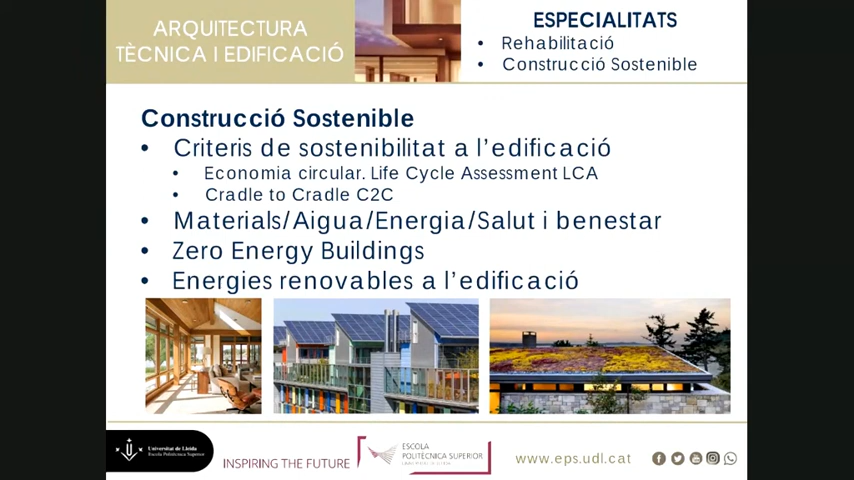 ARQUITECTURA
TÈCNICA I EDIFICACIÓ
ESPECIALITATS
• Rehabilitació
• Construcció Sostenible
Construcció Sostenible
• Criteris de sostenibilitat a l’edificació
• Economia circular. Life Cycle Assessment LCA
• Cradle to Cradle C2C
• Materials/Aigua/Energia/Salut i benestar
• Zero Energy Buildings
• Energies renovables a l’edificació
Universitat de Lleida
Escola Politècnica Superior
INSPIRING THE FUTURE
ESCOLA
POLITÈCNICA SUPERIOR
www.eps.udl.cat